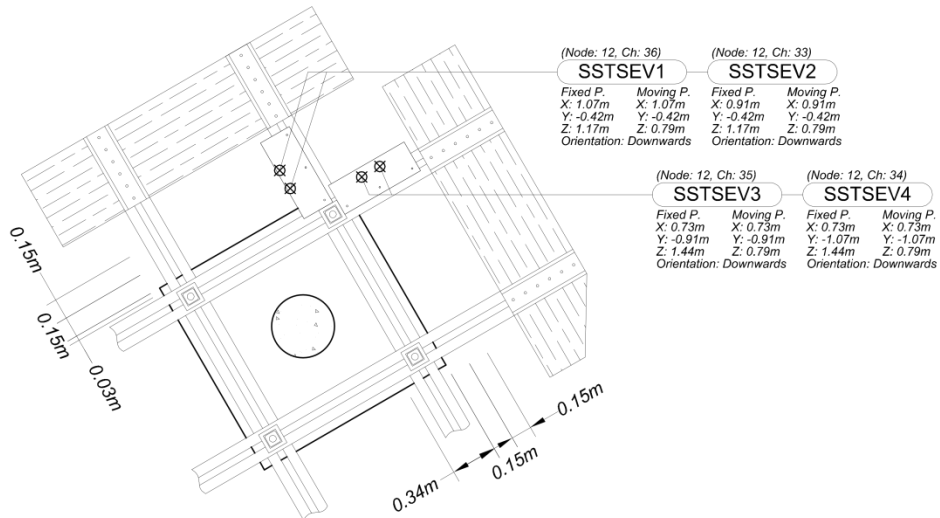 (Node: 12, Ch: 36) (Node: 12, Ch: 33)
SSTSEV1 SSTSEV2
Fixed P. Moving P. Fixed P. Moving P.
X: 1.07m X: 1.07m X: 0.91m X: 0.91m
Y: -0.42m Y: -0.42m Y: -0.42m Y: -0.42m
Z: 1.17m Z: 0.79m Z: 1.17m Z: 0.79m
Orientation: Downwards Orientation: Downwards
(Node: 12, Ch: 35) (Node: 12, Ch: 34)
SSTSEV3 SSTSEV4
Fixed P. Moving P. Fixed P. Moving P.
X: 0.73m X: 0.73m X: 0.73m X: 0.73m
Y: -0.91m Y: -0.91m Y: -1.07m Y: -1.07m
Z: 1.44m Z: 0.79m Z: 1.44m Z: 0.79m
Orientation: Downwards Orientation: Downwards
0.15m
0.15m
0.03m
0.34m
0.15m
0.15m